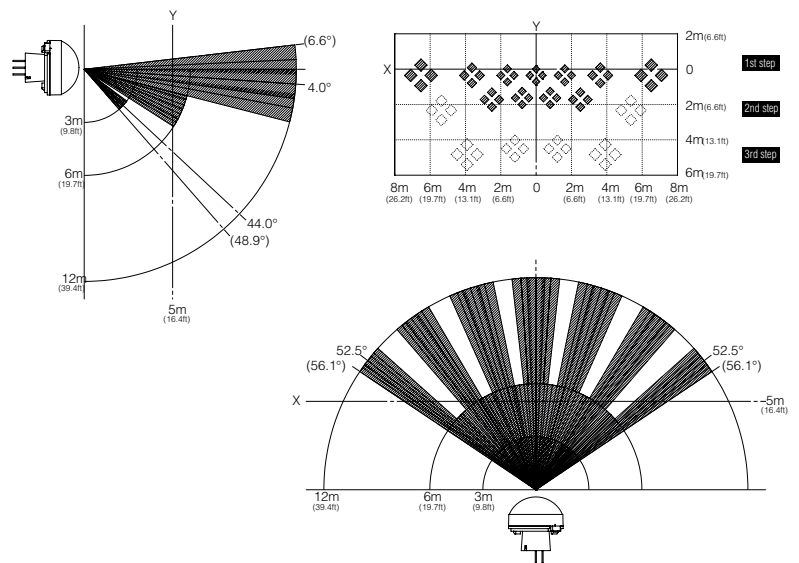 Y
(6.6°)
4.0°
3m
(9.8ft)
6m
(19.7ft)
44.0°
(48.9°)
12m
(39.4ft)
5m
(16.4ft)
Y
2m(6.6ft)
X 0
1st step
2m(6.6ft)
2nd step
4m(13.1ft)
3rd step
6m(19.7ft)
8m 6m 4m 2m 0 2m 4m 6m 8m
(26.2ft) (19.7ft) (13.1ft) (6.6ft) (6.6ft) (13.1ft) (19.7ft) (26.2ft)
52.5° 52.5°
(56.1°) (56.1°)
X 5m
(16.4ft)
12m 6m 3m
(39.4ft) (19.7ft) (9.8ft)